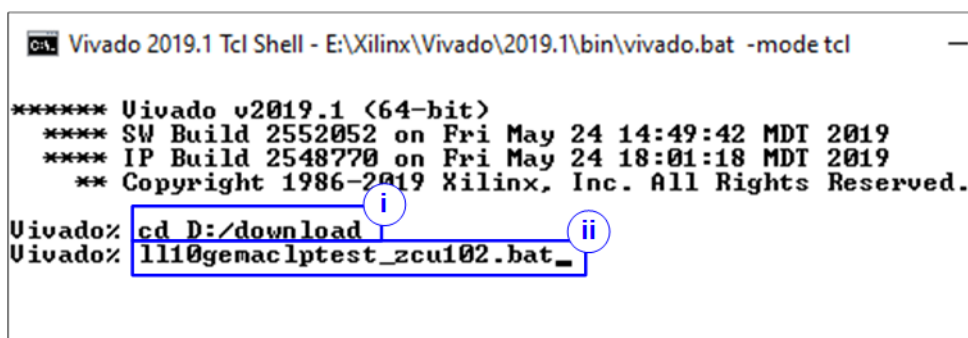 Vivado 2019.1 Tcl Shell - E:\Xilinx\Vivado\2019.1\bin\vivado.bat -mode tcl
****** Vivado v2019.1 (64-bit)
**** SW Build 2552052 on Fri May 24 14:49:42 MDT 2019
**** IP Build 2548770 on Fri May 24 18:01:18 MDT 2019
** Copyright 1986-2019 Xilinx, Inc. All Rights Reserved.
i
Vivado% cd D:/download
ii
Vivado% ll10gemaclptest_zcu102.bat_